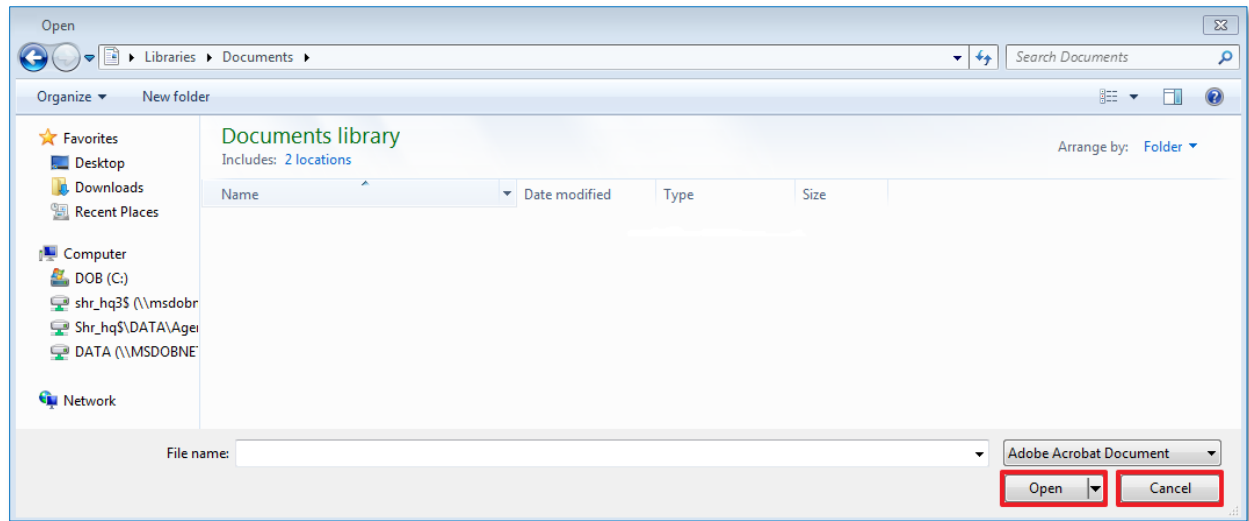 Open
Libraries Documents
Search Documents
Organize New folder
Favorites
Desktop
Downloads
Recent Places
Computer
DOB (C:)
shr_hq3$ (\\msdobr
Shr_hq$\DATA\Agei
DATA (\\MSDOBNE
Network
Documents library
Includes: 2 locations
Arrange by: Folder
Name Date modified Type Size
File name:
Adobe Acrobat Document
Open Cancel